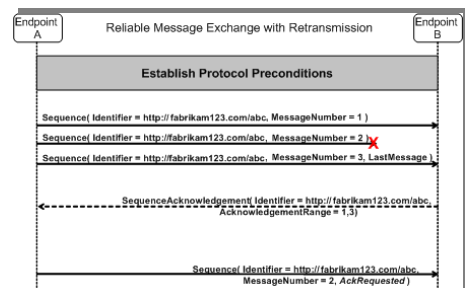 Endpoint
A
Reliable Message Exchange with Retransmission
Endpoint
B
Establish Protocol Preconditions
Sequence( Identifier = http://fabrikam123.com/abc, MessageNumber = 1 )
Sequence( Identifier = http://fabrikam123.com/abc, MessageNumber = 2 )
X
Sequence( Identifier = http://fabrikam123.com/abc, MessageNumber = 3, LastMessage )
SequenceAcknowledgement( Identifier = http://fabrikam123.com/abc,
AcknowledgementRange = 1,3)
Sequence( Identifier = http://fabrikam123.com/abc,
MessageNumber = 2, AckRequested )